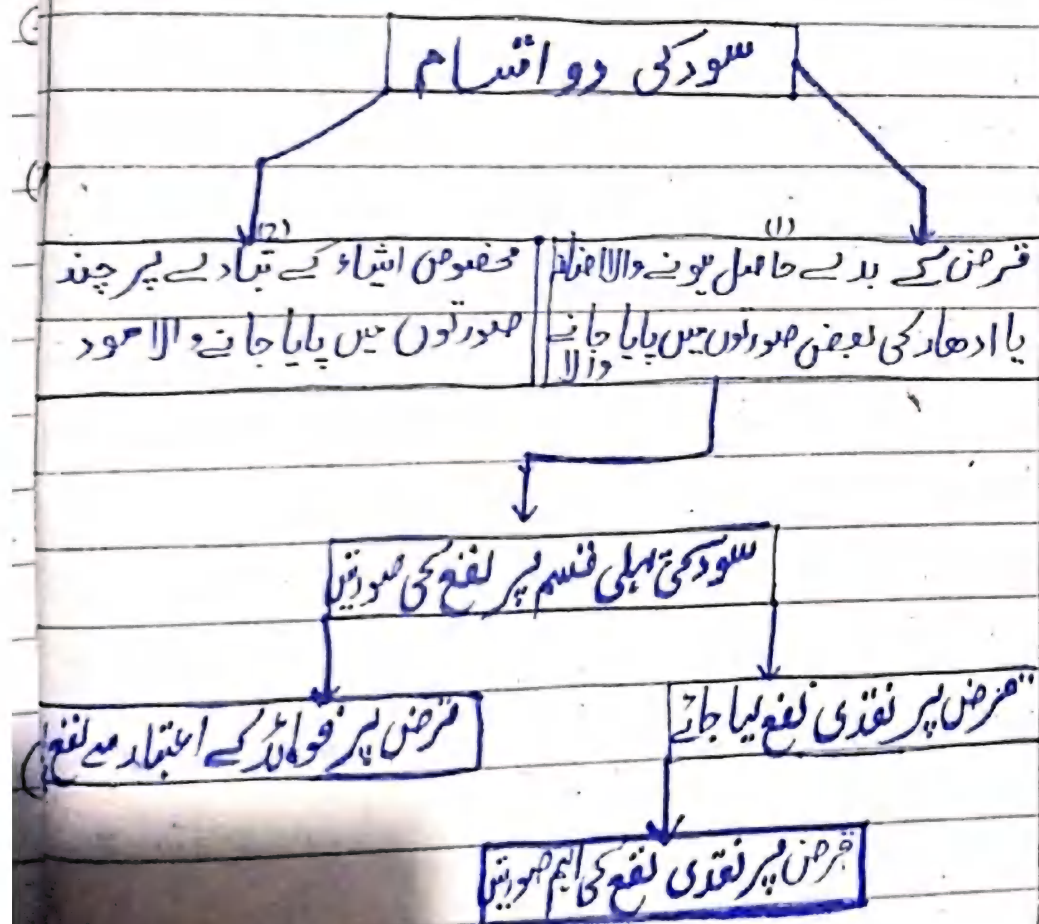 سود کی دو اقسام
(1)
قرض کے بدلے حاصل ہونے والا اضافہ
یا ادھار کی بعض صورتوں میں پایا جانے
والا
(2)
مخصوص اشیاء کے تبادلے پر چند
صورتوں میں پایا جانے والا سود
سود کی پہلی قسم پر نفع کی صورتیں
قرض پر نقدی نفع لیا جائے
قرض پر فوائد کے اعتبار سے نفع
قرض پر نقدی نفع کی اہم صورتیں